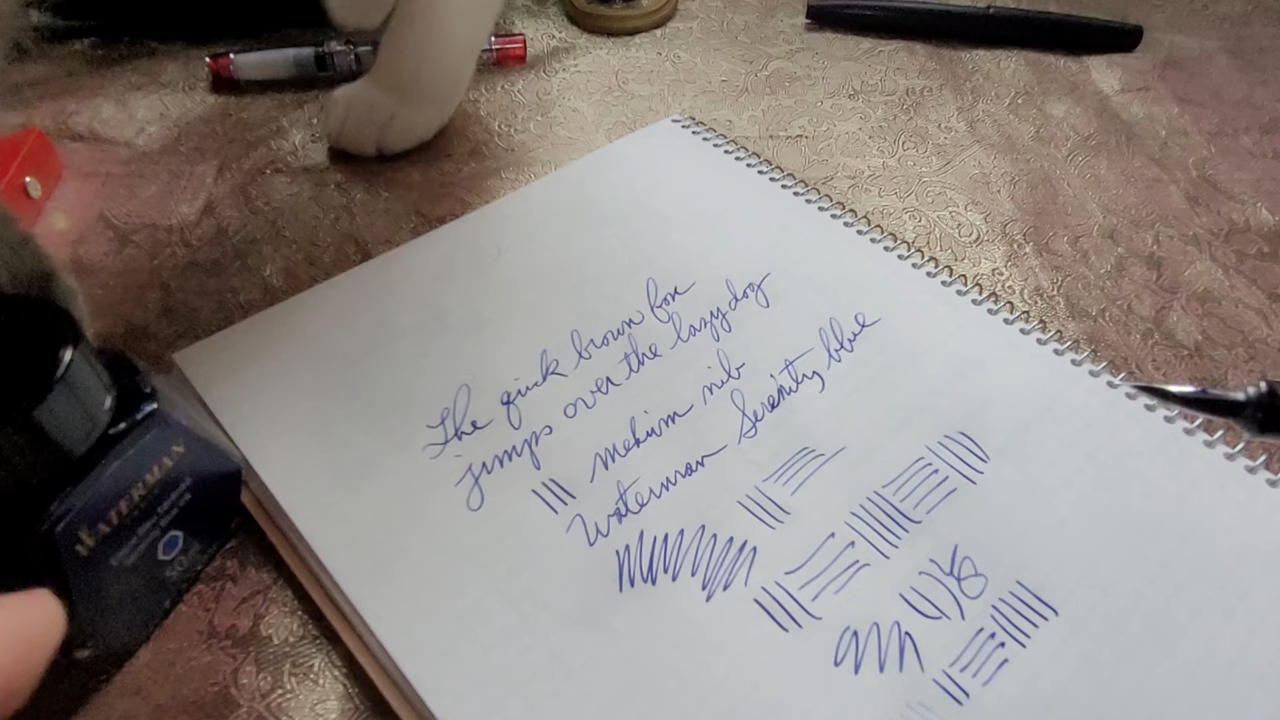 The quick brown fox
jumps over the lazy dog
medium nib
Waterman Serenity blue
WATERMAN